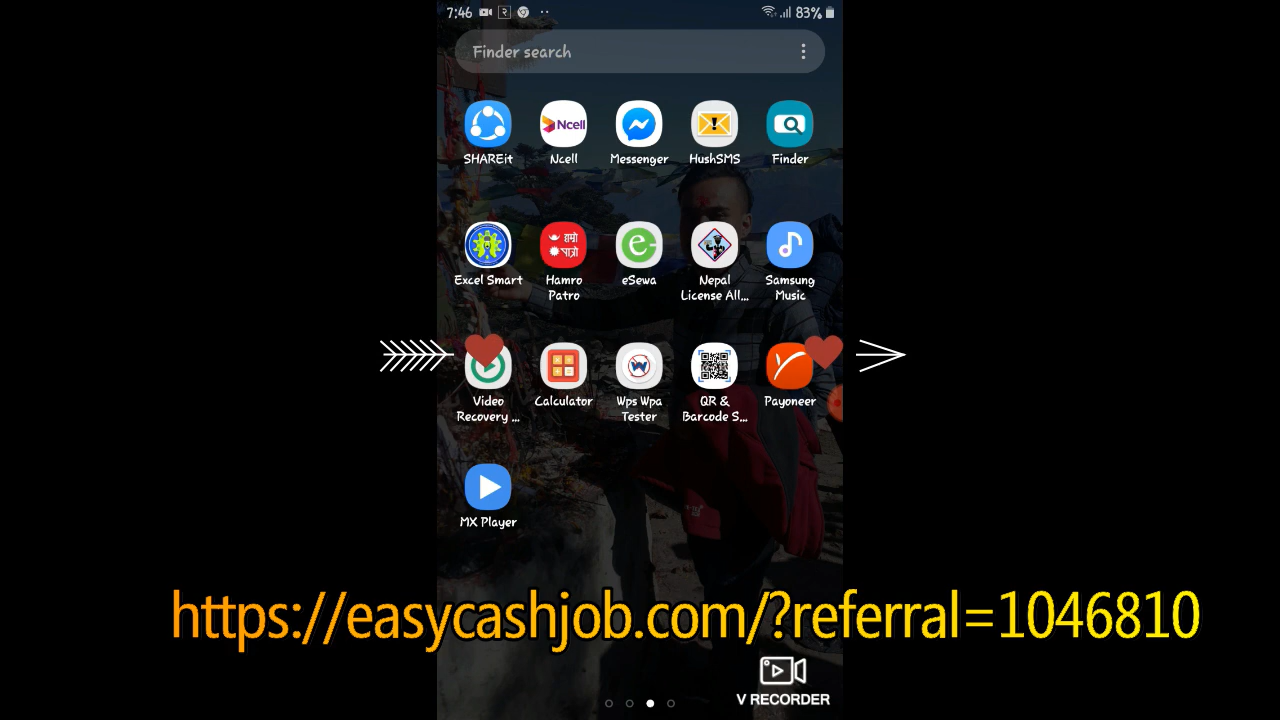 7:46
83%
Finder search
SHAREit
Ncell
Ncell
Messenger
HushSMS
Finder
Excel Smart
हाम्रो
पात्रो
Hamro
Patro
e
eSewa
Nepal
License All...
Samsung
Music
Video
Recovery ...
Calculator
W
Wps Wpa
Tester
QR &
Barcode S...
Payoneer
MX Player
https://easycashjob.com/?referral=1046810
V RECORDER